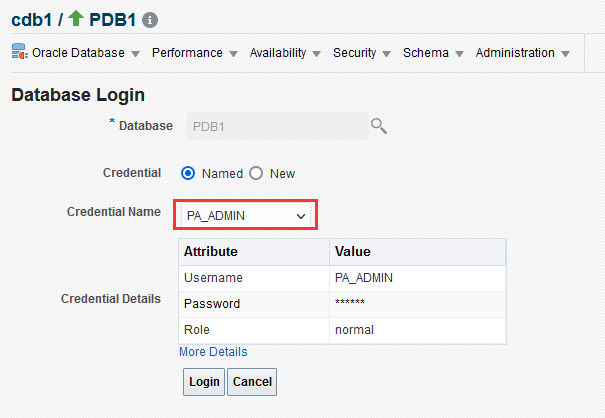 cdb1 / PDB1
Oracle Database Performance Availability Security Schema Administration
Database Login
* Database PDB1
Credential Named New
Credential Name PA_ADMIN
Attribute Value
Username PA_ADMIN
Credential Details Password ******
Role normal
More Details
Login Cancel